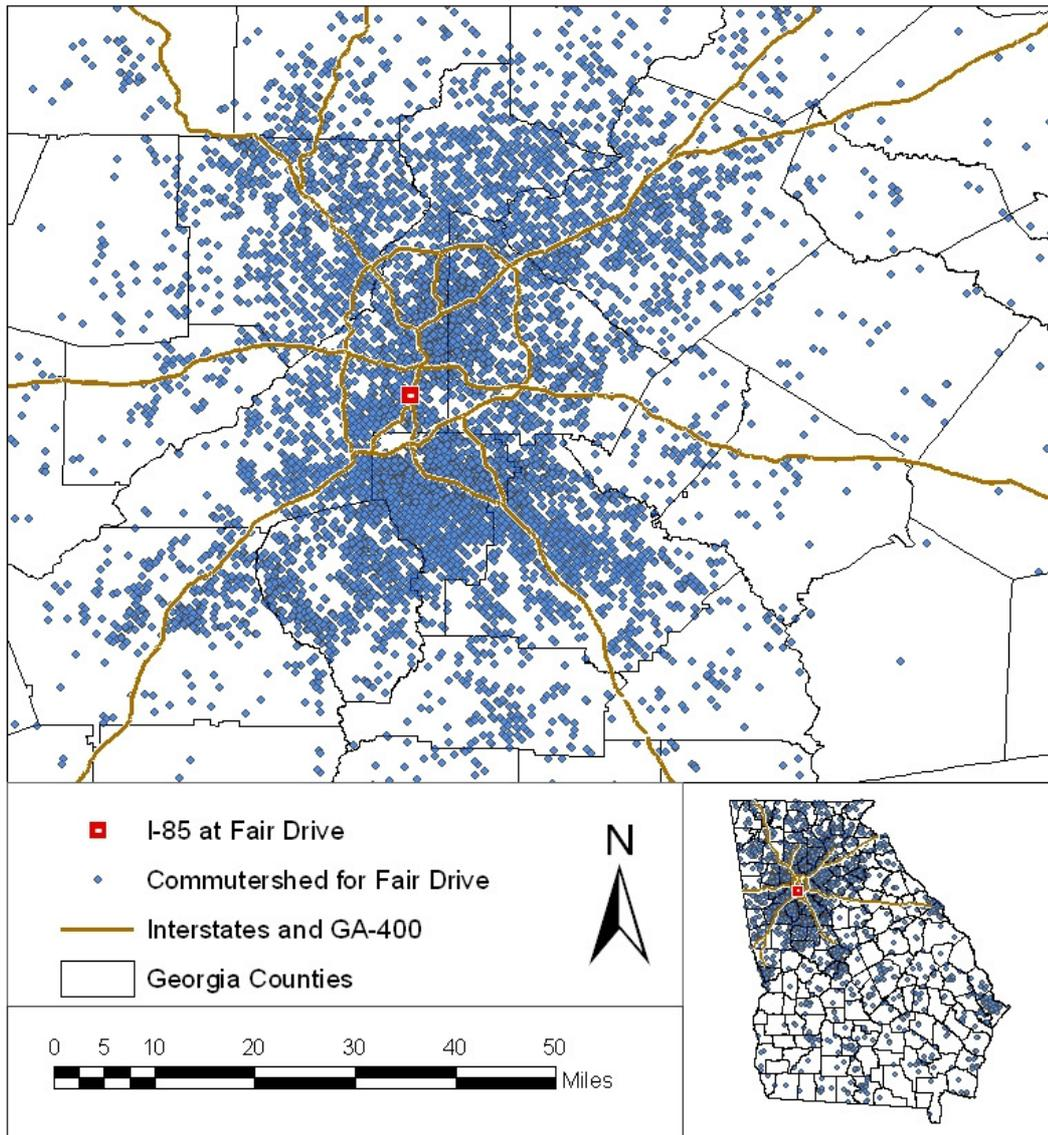 I-85 at Fair Drive
Commutershed for Fair Drive
Interstates and GA-400
Georgia Counties
N
0 5 10 20 30 40 50
Miles